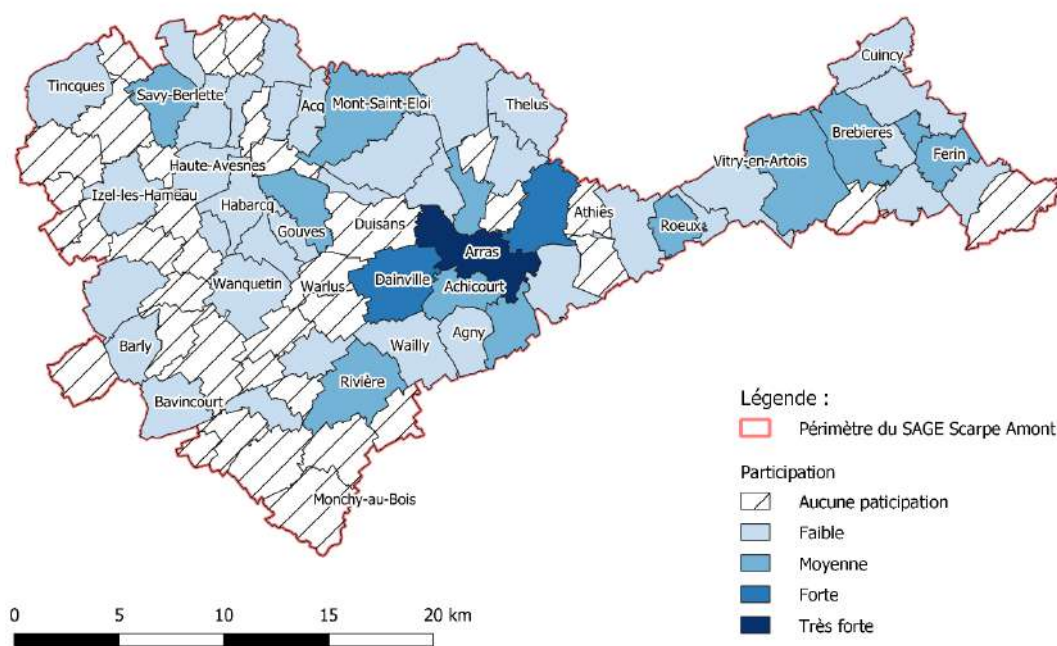 Cuincy
Tincques
Savy-Berlette
Acq
Mont-Saint-Eloi
Thelus
Brebieres
Ferin
Vitry-en-Artois
Haute-Avesnes
Izel-les-Hameau
Habarcq
Gouves
Duisans
Athies
Roeux
Arras
Wanquetin
Warlus
Dainville
Achicourt
Barly
Wailly
Agny
Bavincourt
Rivière
Monchy-au-Bois
Légende :
Périmètre du SAGE Scarpe Amont
Participation
Aucune paticipation
Faible
Moyenne
Forte
Très forte
0 5 10 15 20 km